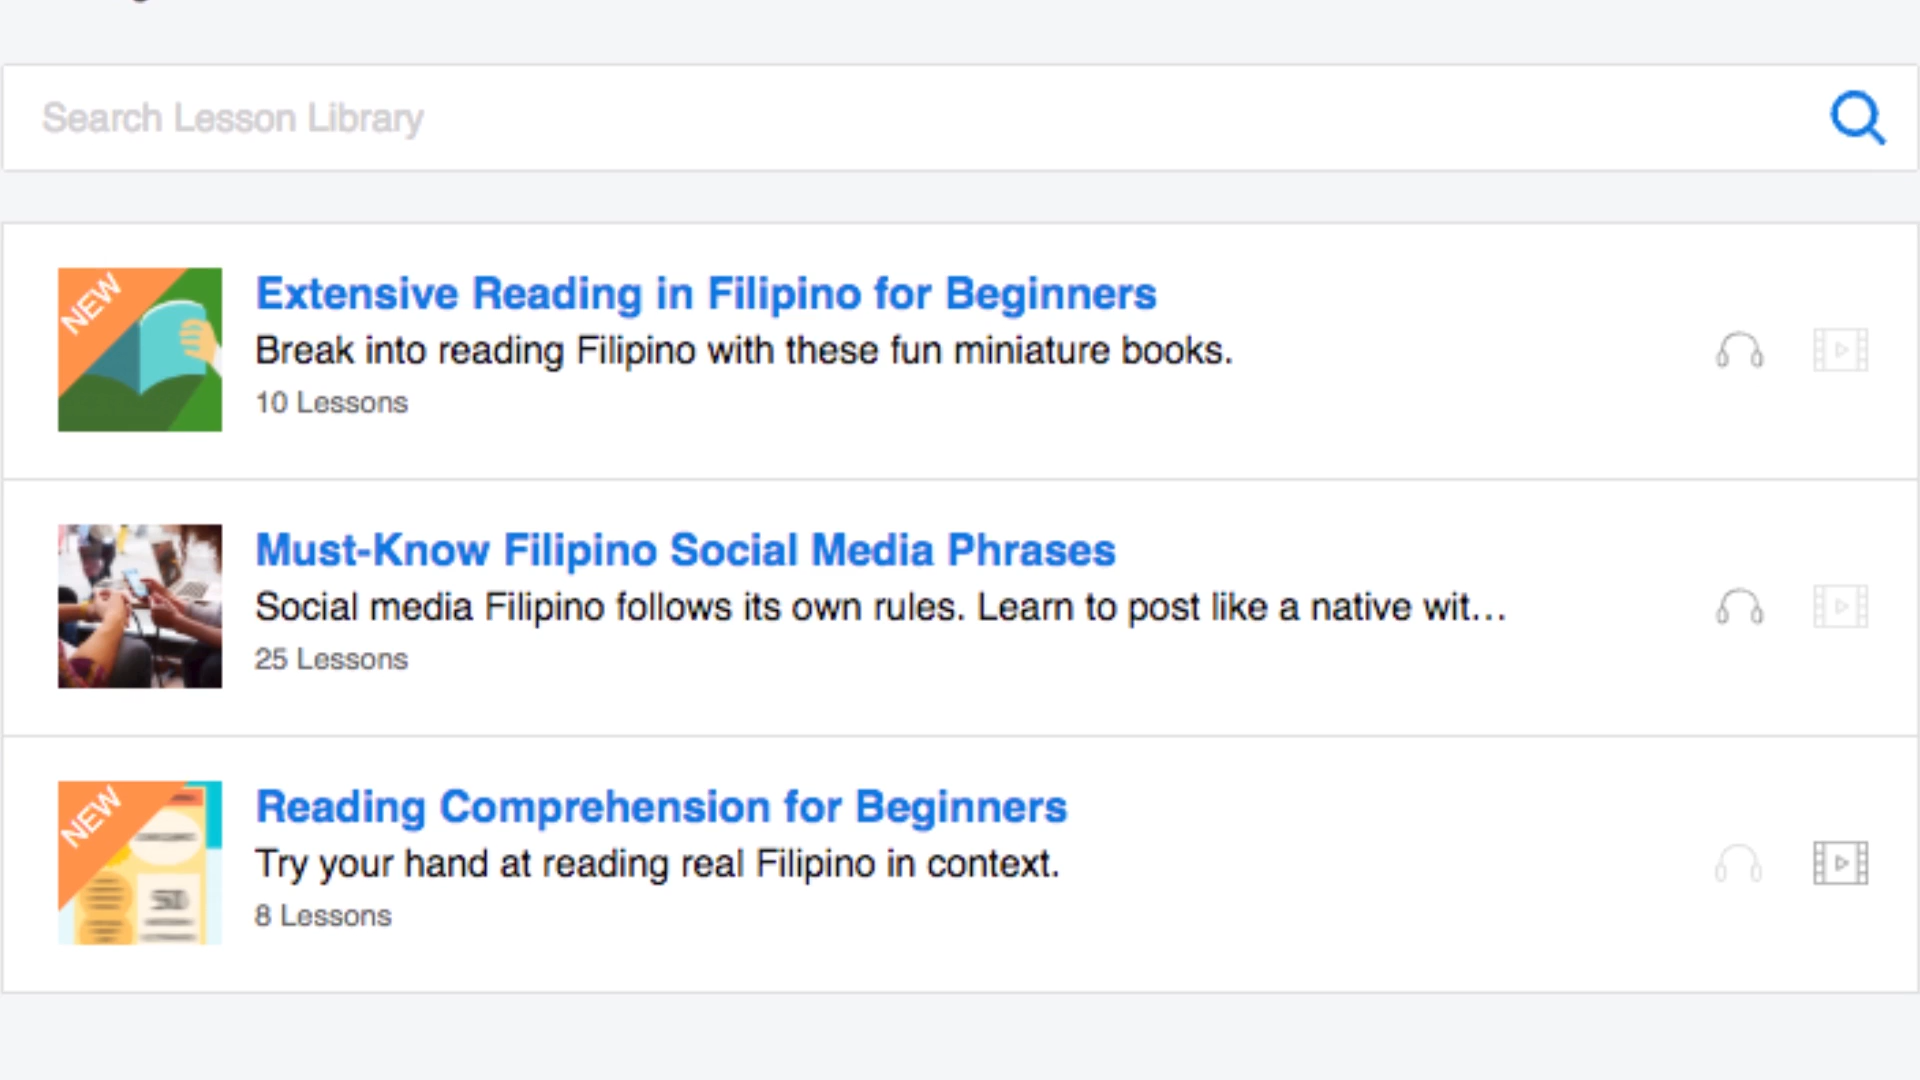 Search Lesson Library
NEW
Extensive Reading in Filipino for Beginners
Break into reading Filipino with these fun miniature books.
10 Lessons
Must-Know Filipino Social Media Phrases
Social media Filipino follows its own rules. Learn to post like a native wit...
25 Lessons
NEW
Reading Comprehension for Beginners
Try your hand at reading real Filipino in context.
8 Lessons